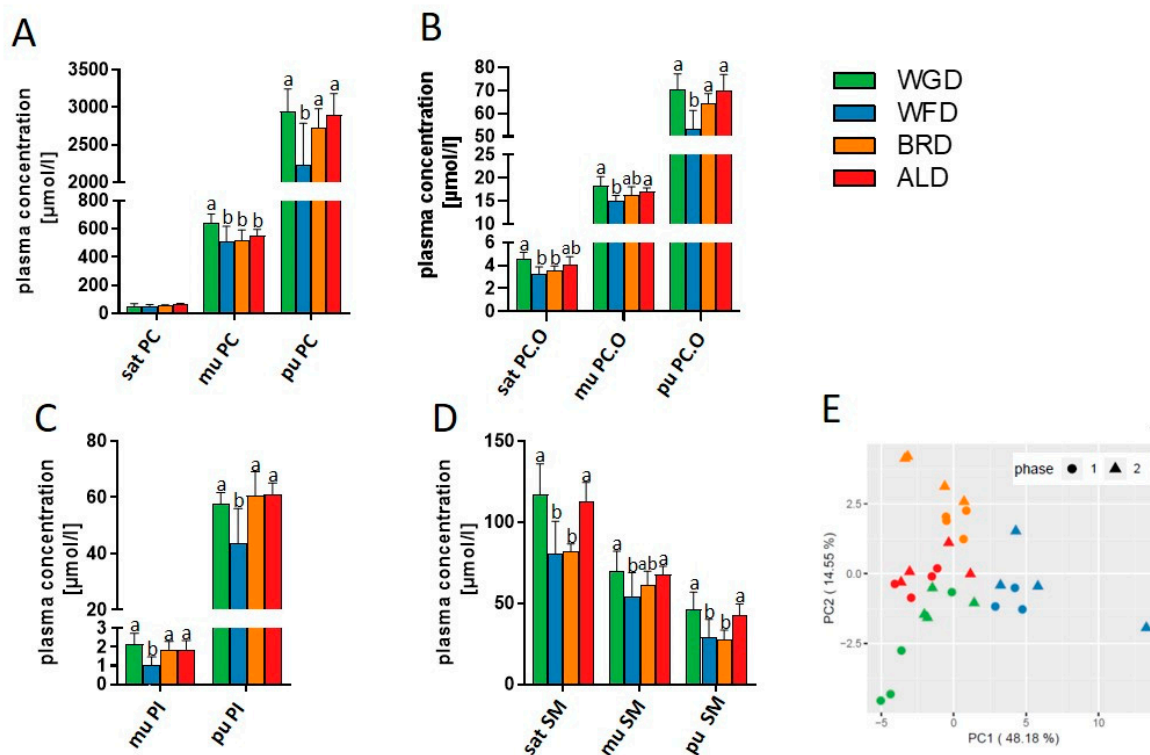 A
plasma concentration
[µmol/l]
3500
3000
2500
2000
800
600
400
200
0
a
b
b
b
a
b
a
a
sat PC
mu PC
pu PC
B
plasma concentration
[µmol/l]
80
70
60
50
25
20
15
10
6
4
2
0
a
b
b
ab
a
b
ab
a
a
b
a
a
sat PC.O
mu PC.O
pu PC.O
WGD
WFD
BRD
ALD
C
plasma concentration
[µmol/l]
80
60
40
20
3
2
1
0
a
b
a
a
a
b
a
a
mu PI
pu PI
D
plasma concentration
[µmol/l]
150
100
50
0
a
b
b
a
a
b
ab
a
a
b
b
a
sat SM
mu SM
pu SM
E
phase 1 2
PC2 ( 14.55 %)
2.5
0.0
-2.5
-5
0
5
10
PC1 ( 48.18 %)